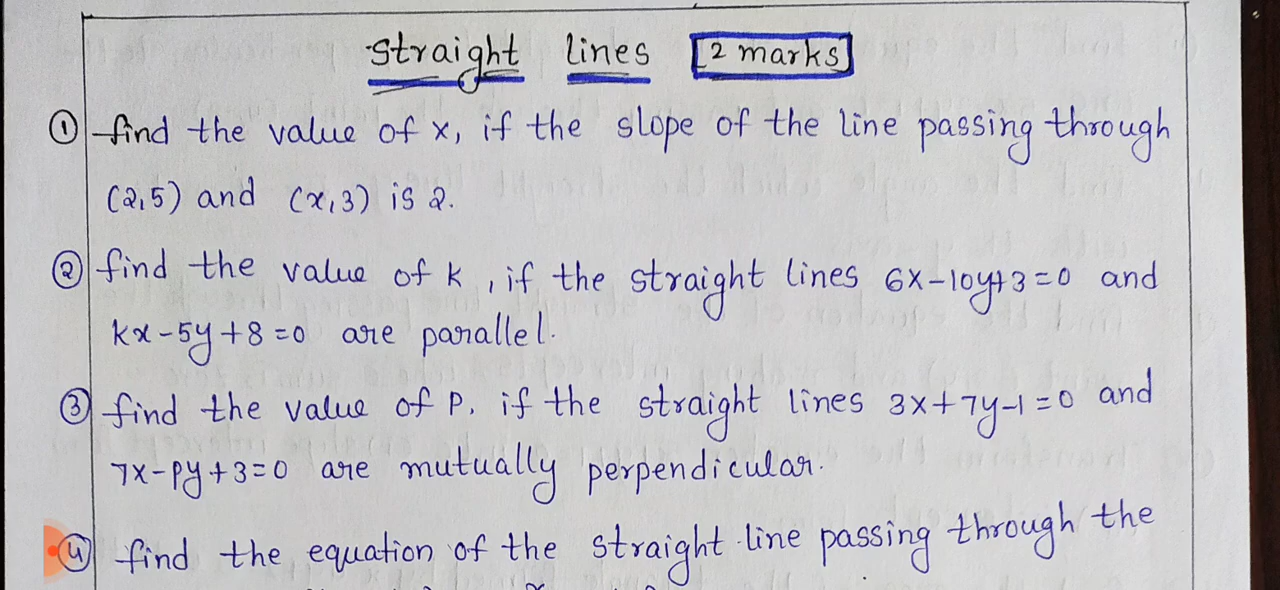 straight lines [2 marks]
① find the value of x, if the slope of the line passing through
(2,5) and (x,3) is 2.
② find the value of k, if the straight lines 6x-10y+3=0 and
kx-5y+8=0 are parallel.
③ find the value of P. if the straight lines 3x+7y-1=0 and
7x-py+3=0 are mutually perpendicular.
④ find the equation of the straight line passing through the